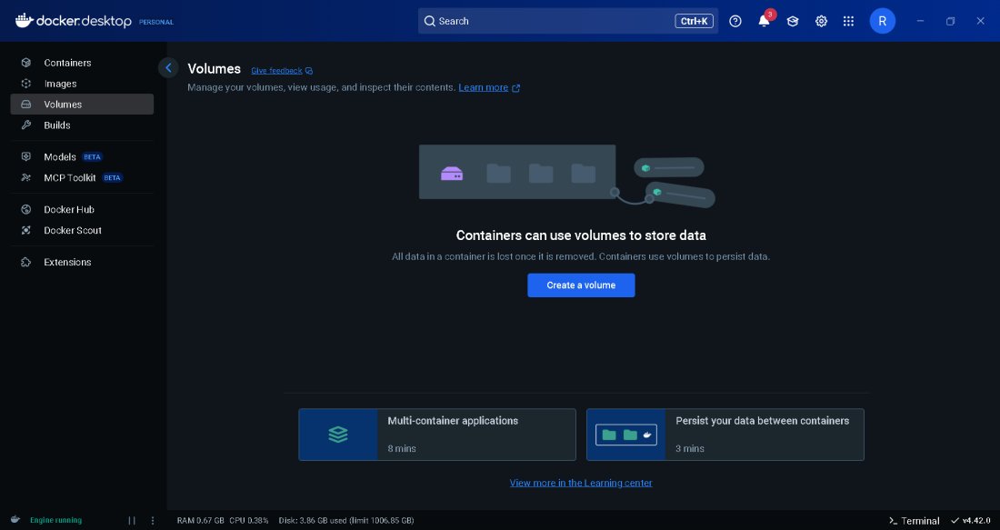 docker.desktop PERSONAL
Search
Ctrl+K
3
R
Containers
Images
Volumes
Builds
Models BETA
MCP Toolkit BETA
Docker Hub
Docker Scout
Extensions
Volumes Give feedback
Manage your volumes, view usage, and inspect their contents. Learn more
Containers can use volumes to store data
All data in a container is lost once it is removed. Containers use volumes to persist data.
Create a volume
Multi-container applications
8 mins
Persist your data between containers
3 mins
View more in the Learning center
Engine running
RAM 0.67 GB CPU 0.38% Disk: 3.86 GB used (limit 1006.85 GB)
Terminal
v4.42.0